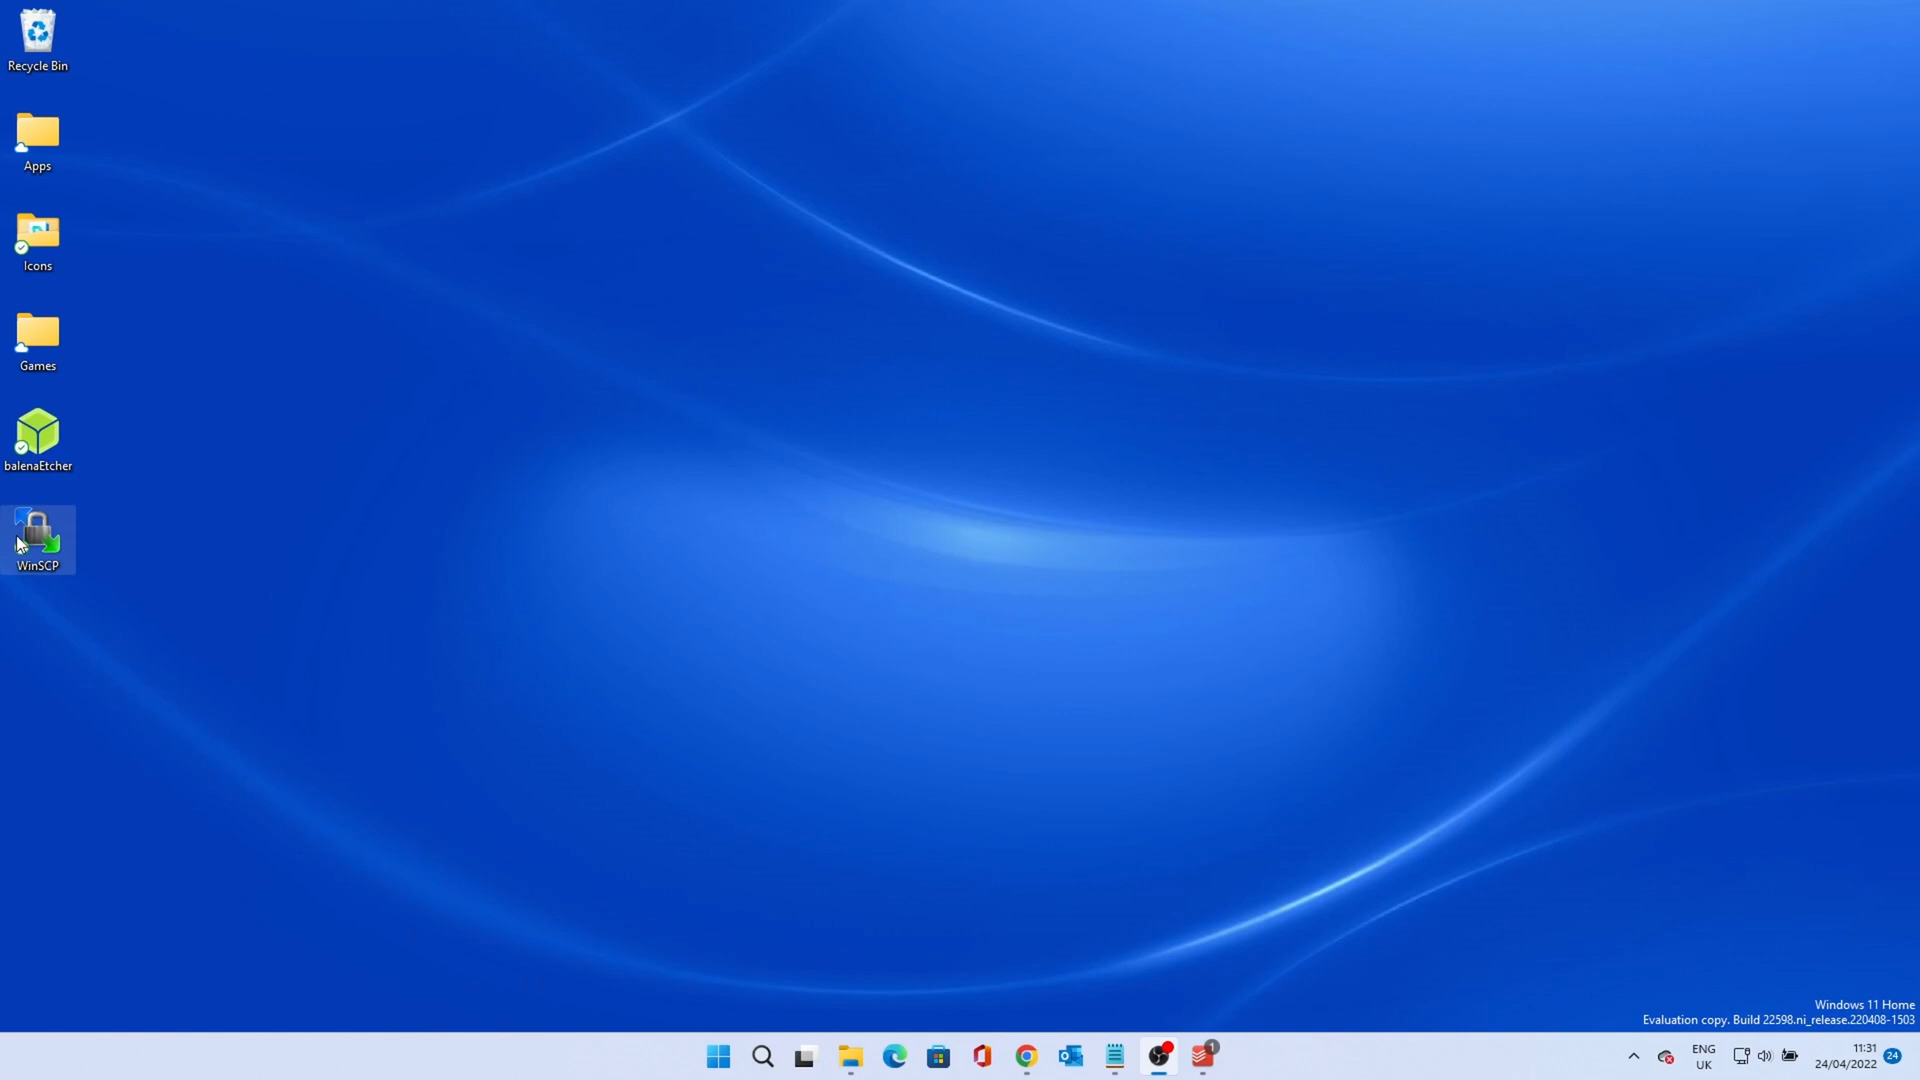 Recycle Bin
Apps
Icons
Games
balenaEtcher
WinSCP
Windows 11 Home
Evaluation copy. Build 22598.ni_release.220408-1503
1
ENG
UK
11:31
24/04/2022
24